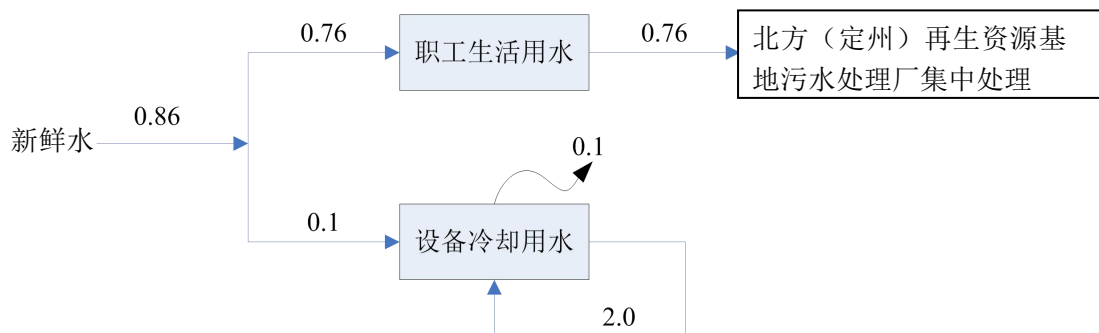 0.76
职工生活用水
0.76
北方（定州）再生资源基
地污水处理厂集中处理
新鲜水
0.86
0.1
0.1
设备冷却用水
2.0